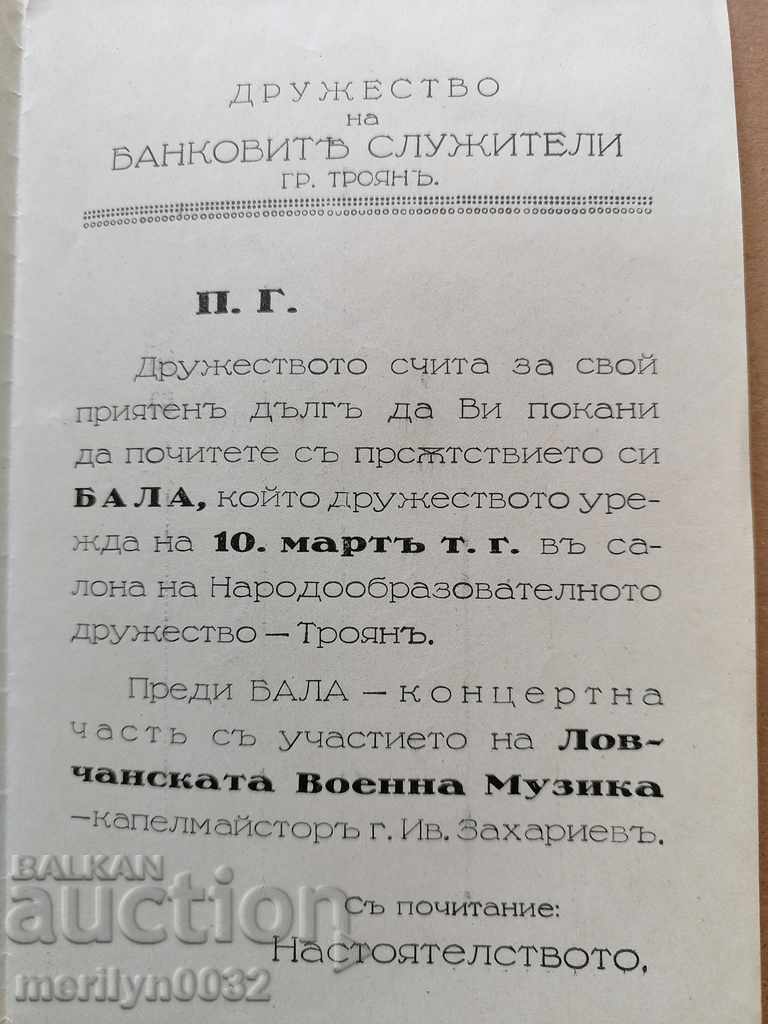 ДРУЖЕСТВО
на
БАНКОВИТѢ СЛУЖИТЕЛИ
ГР. ТРОЯНЪ.
П. Г.
Дружеството счита за свой
приятенъ дългъ да Ви покани
да почитете съ прсѫтствието си
БАЛА, който дружеството уре-
жда на 10. мартъ т. г. въ са-
лона на Народообразователното
дружество – Троянъ.
Преди БАЛА – концертна
часть съ участието на Лов-
чанската Военна Музика
–капелмайсторъ г. Ив. Захариевъ.
Съ почитание:
Настоятелството.
BALKAN
auction
merilyn0032